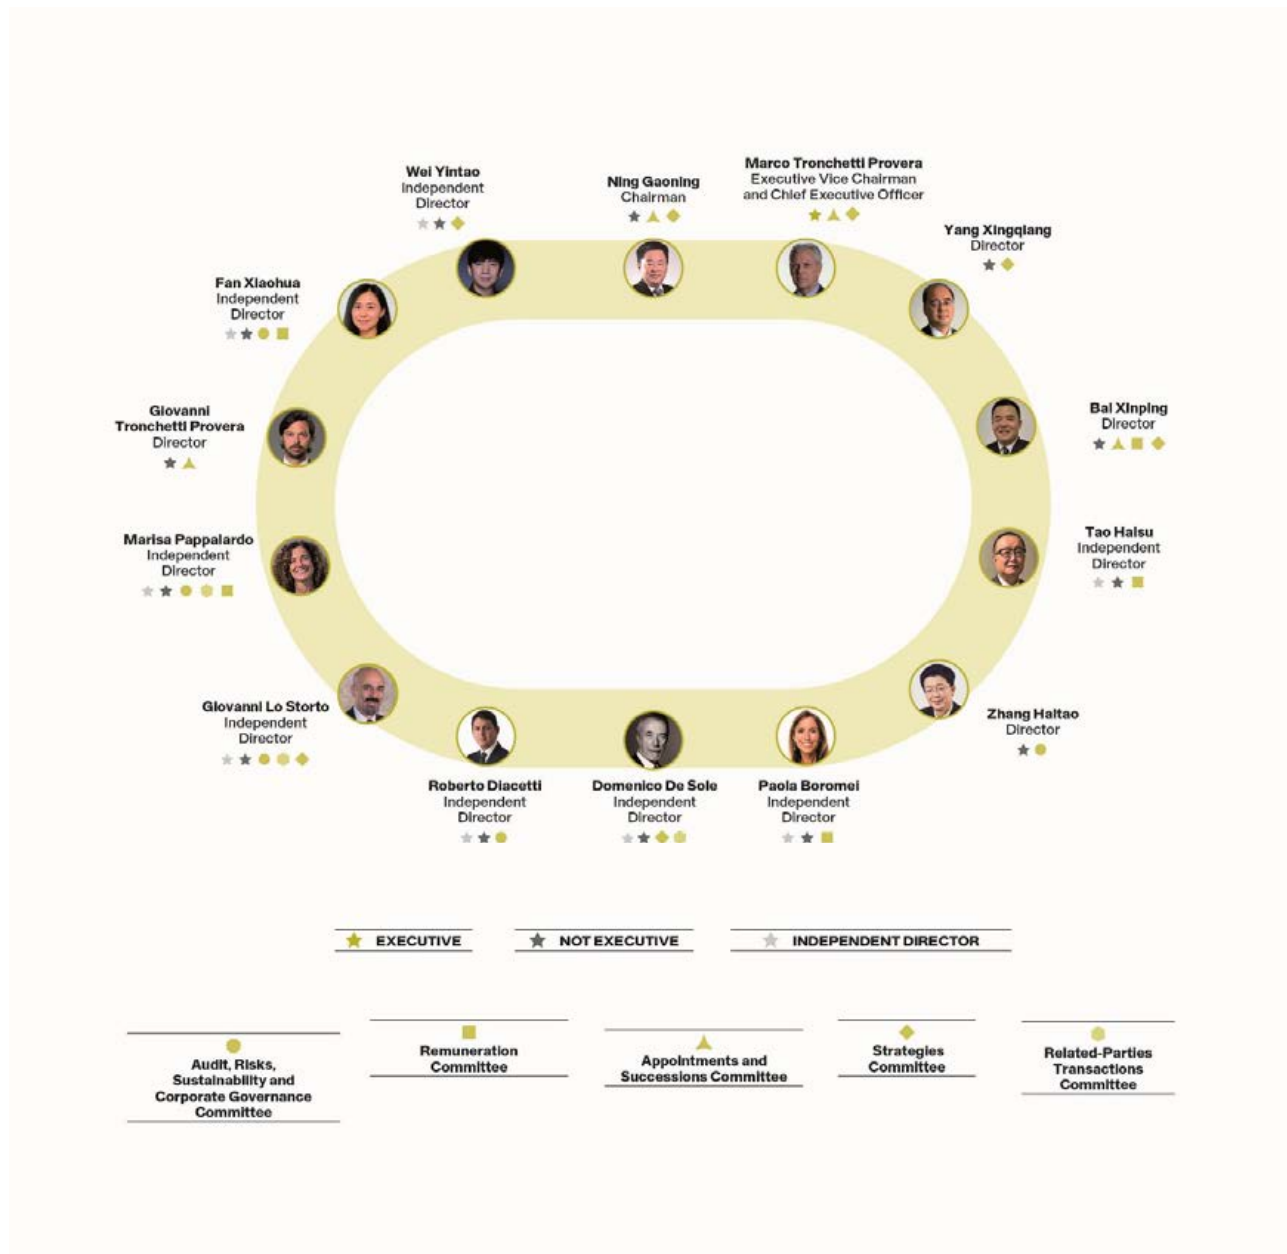 Wei Yintao
Independent
Director
Ning Gaoning
Chairman
Marco Tronchetti Provera
Executive Vice Chairman
and Chief Executive Officer
Yang Xingqiang
Director
Fan Xiaohua
Independent
Director
Giovanni
Tronchetti Provera
Director
Bai Xinping
Director
Marisa Pappalardo
Independent
Director
Tao Haisu
Independent
Director
Giovanni Lo Storto
Independent
Director
Zhang Haitao
Director
Roberto Diacetti
Independent
Director
Domenico De Sole
Independent
Director
Paola Boromei
Independent
Director
EXECUTIVE
NOT EXECUTIVE
INDEPENDENT DIRECTOR
Audit, Risks,
Sustainability and
Corporate Governance
Committee
Remuneration
Committee
Appointments and
Successions Committee
Strategies
Committee
Related-Parties
Transactions
Committee